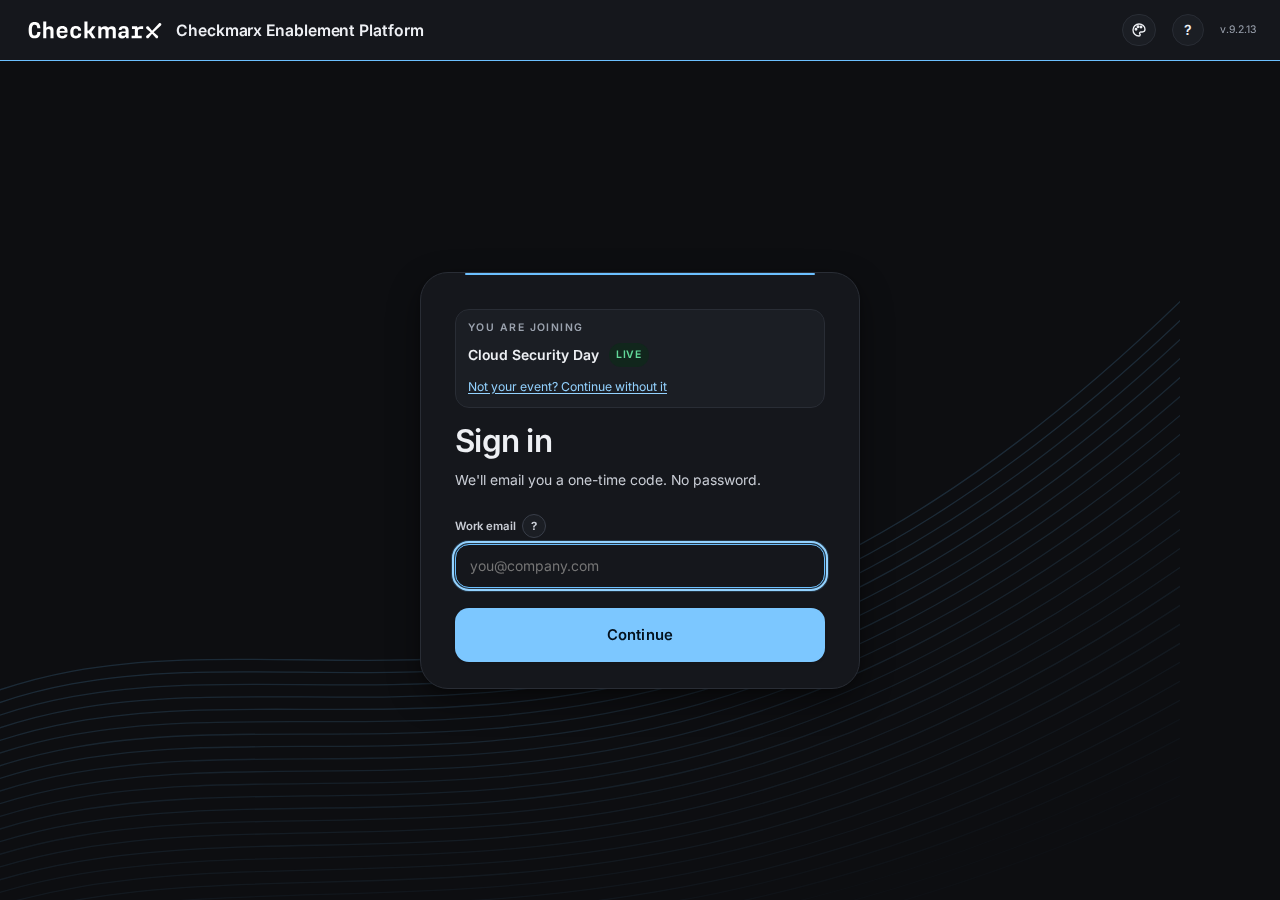 Checkmarx Checkmarx Enablement Platform ? v.9.2.13
YOU ARE JOINING
Cloud Security Day LIVE
Not your event? Continue without it
Sign in
We'll email you a one-time code. No password.
Work email ?
you@company.com
Continue